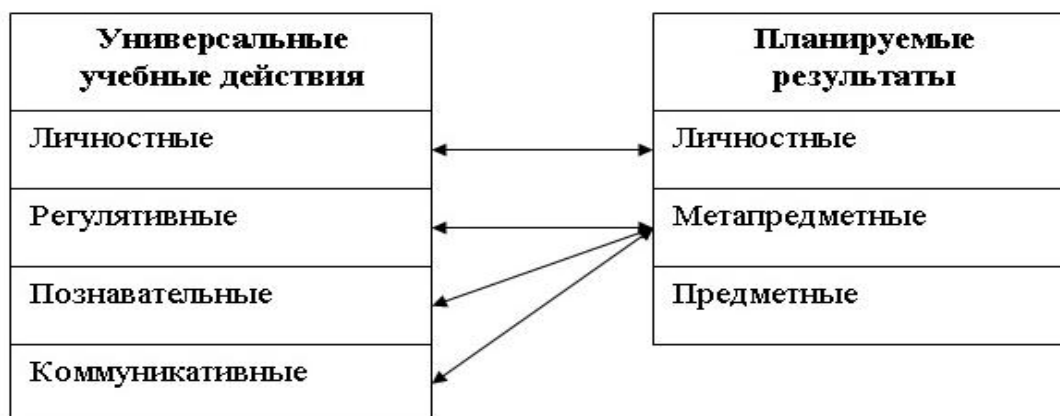 Универсальные
учебные действия
Личностные
Регулятивные
Познавательные
Коммуникативные
Планируемые
результаты
Личностные
Метапредметные
Предметные